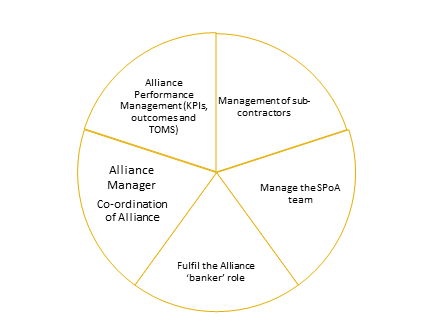 Alliance
Performance
Management (KPIs,
outcomes and
TOMS)
Management of sub-
contractors
Manage the SPoA
team
Fulfil the Alliance
‘banker’ role
Alliance
Manager
Co-ordination
of Alliance